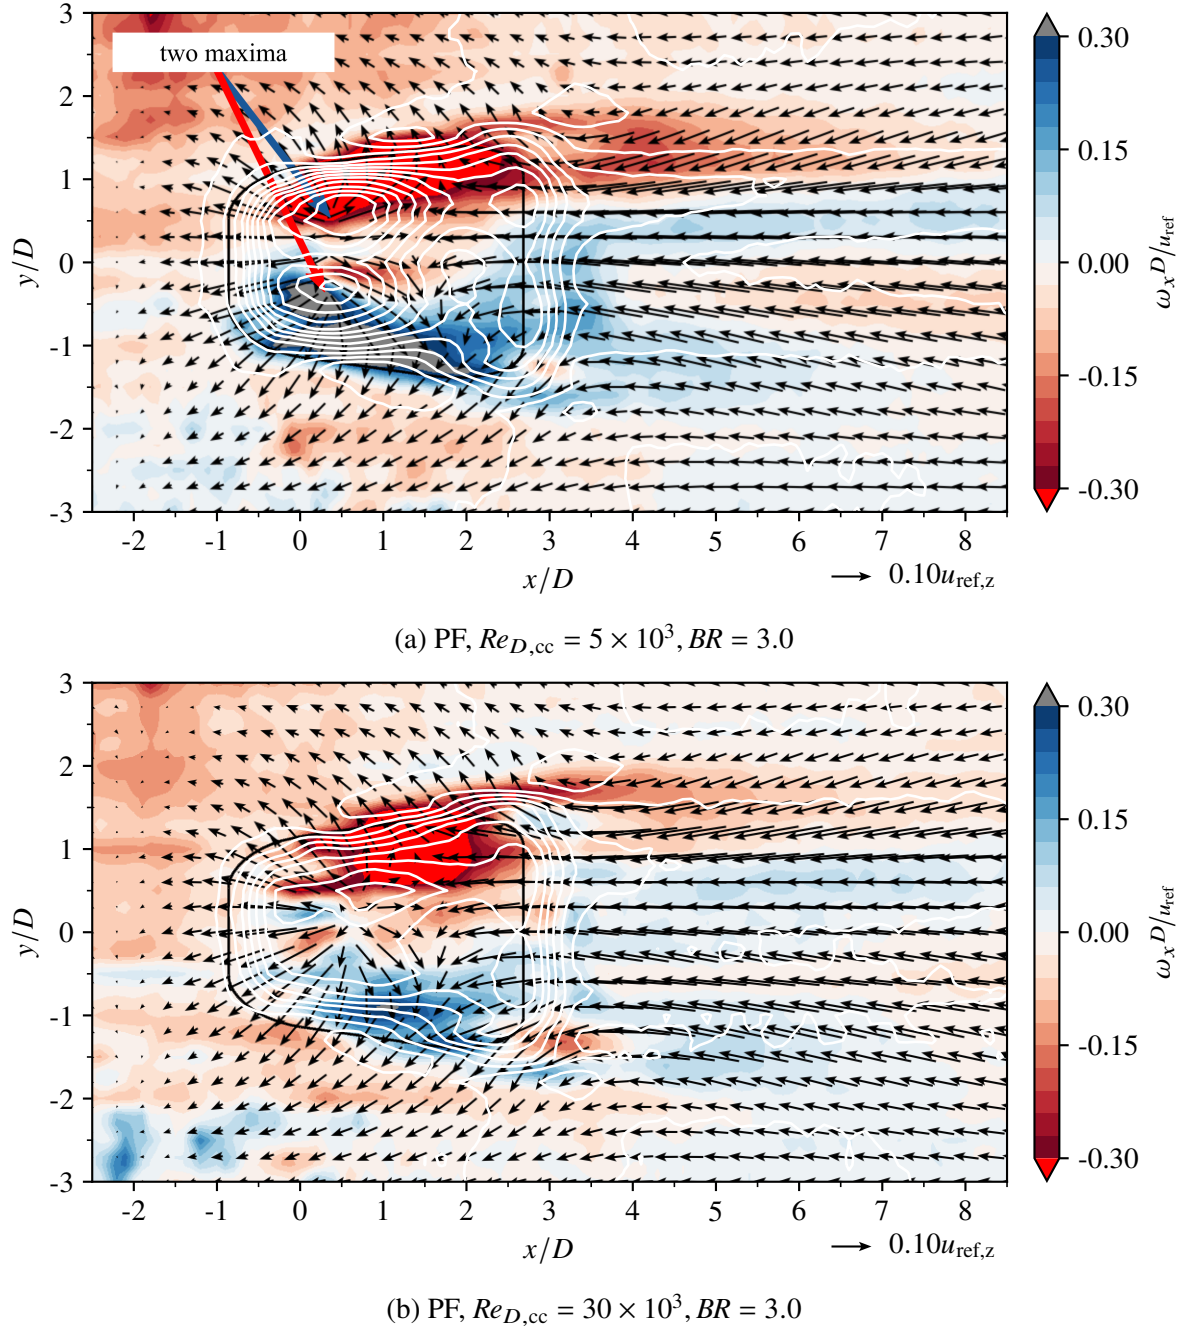 two maxima
3
2
1
0
-1
-2
-3
y/D
-2 -1 0 1 2 3 4 5 6 7 8
x/D
0.10u_ref,z
0.30
0.15
0.00
-0.15
-0.30
ω_x D/u_ref
(a) PF, Re_D,cc = 5 × 10³, BR = 3.0
3
2
1
0
-1
-2
-3
y/D
-2 -1 0 1 2 3 4 5 6 7 8
x/D
0.10u_ref,z
0.30
0.15
0.00
-0.15
-0.30
ω_x D/u_ref
(b) PF, Re_D,cc = 30 × 10³, BR = 3.0